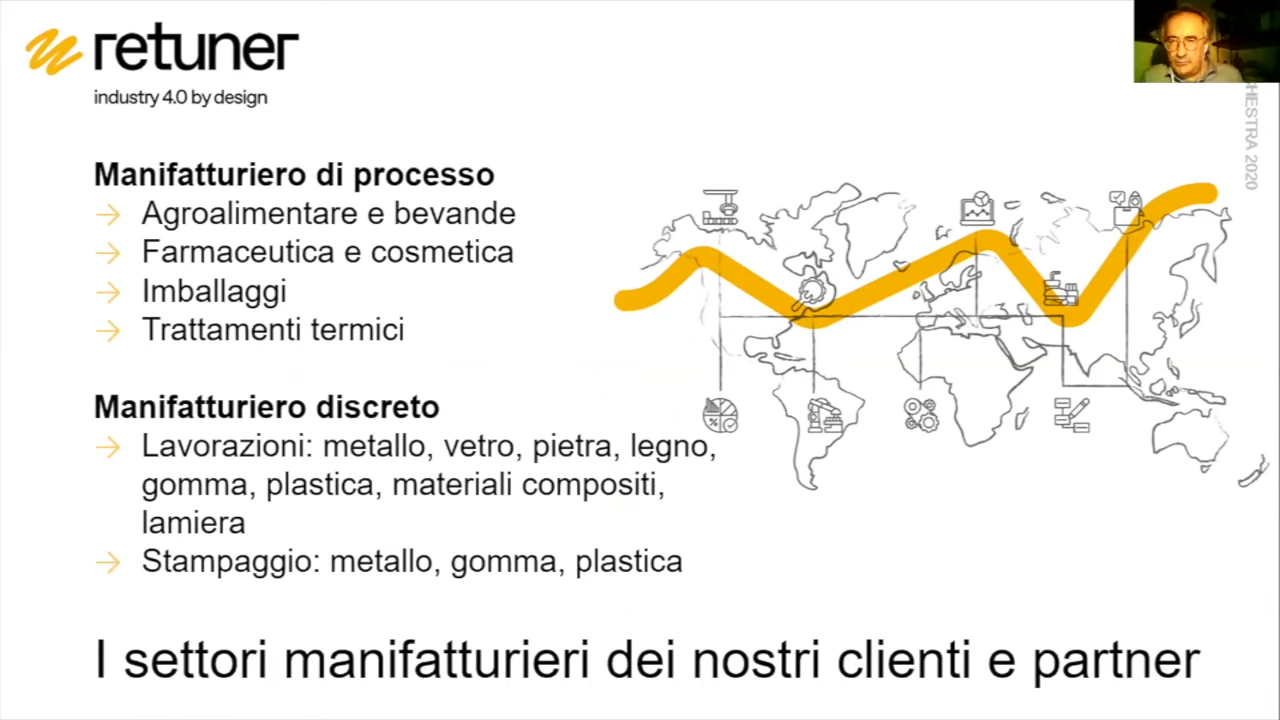 retuner
industry 4.0 by design
HESTRA 2020
Manifatturiero di processo
Agroalimentare e bevande
Farmaceutica e cosmetica
Imballaggi
Trattamenti termici
Manifatturiero discreto
Lavorazioni: metallo, vetro, pietra, legno,
gomma, plastica, materiali compositi,
lamiera
Stampaggio: metallo, gomma, plastica
I settori manifatturieri dei nostri clienti e partner